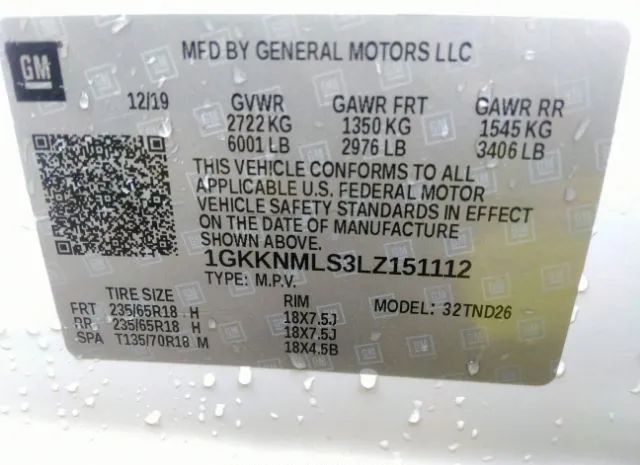 GM
MFD BY GENERAL MOTORS LLC
12/19 GVWR GAWR FRT GAWR RR
2722 KG 1350 KG 1545 KG
6001 LB 2976 LB 3406 LB
THIS VEHICLE CONFORMS TO ALL
APPLICABLE U.S. FEDERAL MOTOR
VEHICLE SAFETY STANDARDS IN EFFECT
ON THE DATE OF MANUFACTURE
SHOWN ABOVE.
1GKKNMLS3LZ151112
TYPE: M.P.V.
TIRE SIZE RIM MODEL: 32TND26
FRT 235/65R18 H 18X7.5J
RR 235/65R18 H 18X7.5J
SPA T135/70R18 M 18X4.5B